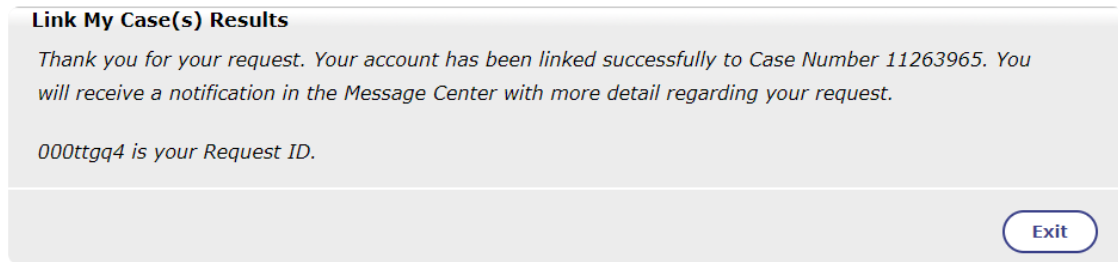 Link My Case(s) Results
Thank you for your request. Your account has been linked successfully to Case Number 11263965. You
will receive a notification in the Message Center with more detail regarding your request.
000ttgq4 is your Request ID.
Exit